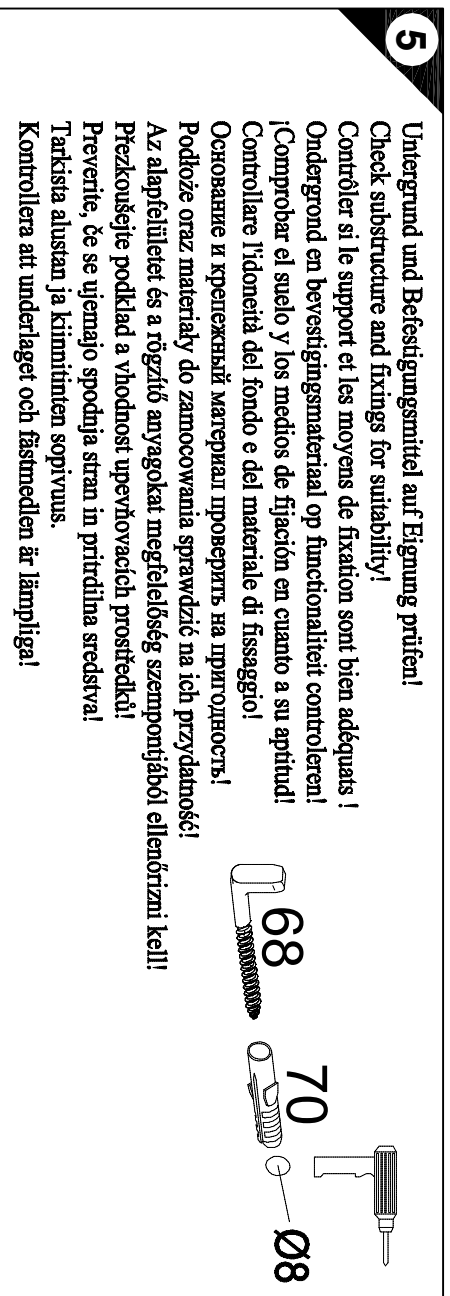 5
Untergrund und Befestigungsmittel auf Eignung prüfen!
Check substructure and fixings for suitability!
Contrôler si le support et les moyens de fixation sont bien adéquats !
Ondergrond en bevestigingsmateriaal op functionaliteit controleren!
¡Comprobar el suelo y los medios de fijación en cuanto a su aptitud!
Controllare l'idoneità del fondo e del materiale di fissaggio!
Основание и крепежный материал проверить на пригодность!
Podłoże oraz materiały do zamocowania sprawdzić na ich przydatność!
Az alapfelületet és a rögzítő anyagokat megfelelőség szempontjából ellenőrizni kell!
Přezkoušejte podklad a vhodnost upevňovacích prostředků!
Preverite, če se ujemajo spodnja stran in pritrdilna sredstva!
Tarkista alustan ja kiinnitinten sopivuus.
Kontrollera att underlaget och fästmedlen är lämpliga!
68
70
Ø8